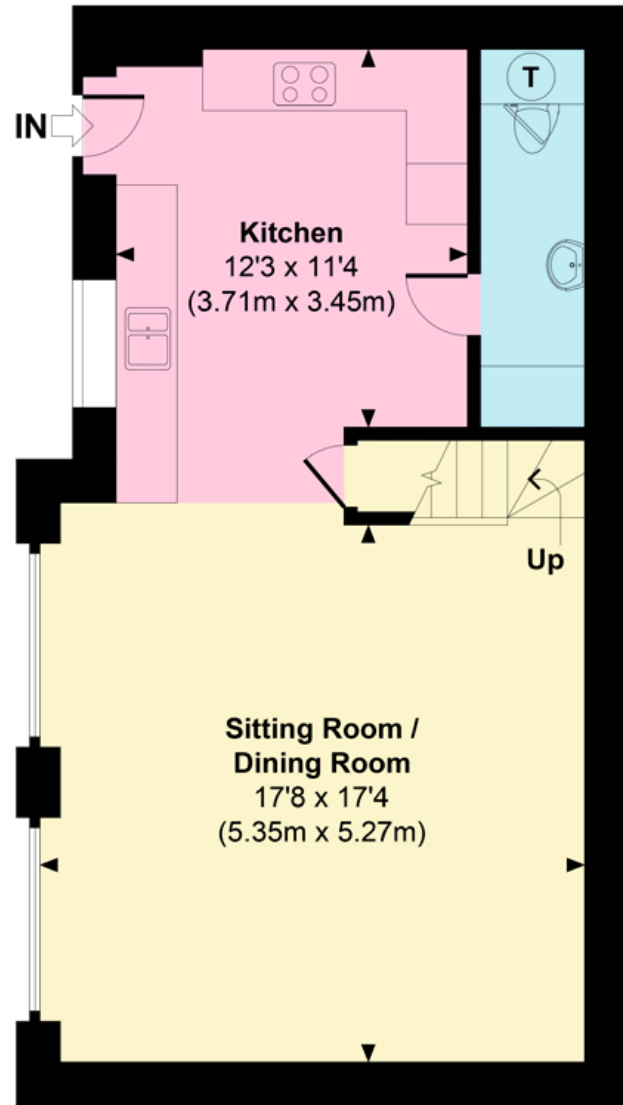 T
IN
Kitchen
12'3 x 11'4
(3.71m x 3.45m)
Up
Sitting Room /
Dining Room
17'8 x 17'4
(5.35m x 5.27m)